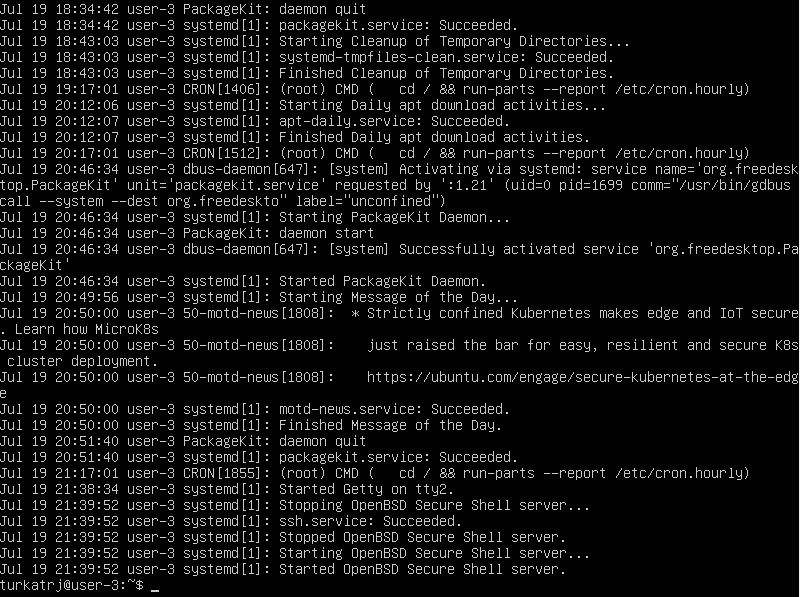 Jul 19 18:34:42 user-3 PackageKit: daemon quit
Jul 19 18:34:42 user-3 systemd[1]: packagekit.service: Succeeded.
Jul 19 18:43:03 user-3 systemd[1]: Starting Cleanup of Temporary Directories...
Jul 19 18:43:03 user-3 systemd[1]: systemd-tmpfiles-clean.service: Succeeded.
Jul 19 18:43:03 user-3 systemd[1]: Finished Cleanup of Temporary Directories.
Jul 19 19:17:01 user-3 CRON[1406]: (root) CMD (   cd / && run-parts --report /etc/cron.hourly)
Jul 19 20:12:06 user-3 systemd[1]: Starting Daily apt download activities...
Jul 19 20:12:07 user-3 systemd[1]: apt-daily.service: Succeeded.
Jul 19 20:12:07 user-3 systemd[1]: Finished Daily apt download activities.
Jul 19 20:17:01 user-3 CRON[1512]: (root) CMD (   cd / && run-parts --report /etc/cron.hourly)
Jul 19 20:46:34 user-3 dbus-daemon[647]: [system] Activating via systemd: service name='org.freedesk
top.PackageKit' unit='packagekit.service' requested by ':1.21' (uid=0 pid=1699 comm="/usr/bin/gdbus
call --system --dest org.freedeskto" label="unconfined")
Jul 19 20:46:34 user-3 systemd[1]: Starting PackageKit Daemon...
Jul 19 20:46:34 user-3 PackageKit: daemon start
Jul 19 20:46:34 user-3 dbus-daemon[647]: [system] Successfully activated service 'org.freedesktop.Pa
ckageKit'
Jul 19 20:46:34 user-3 systemd[1]: Started PackageKit Daemon.
Jul 19 20:49:56 user-3 systemd[1]: Starting Message of the Day...
Jul 19 20:50:00 user-3 50-motd-news[1808]:  * Strictly confined Kubernetes makes edge and IoT secure
. Learn how MicroK8s
Jul 19 20:50:00 user-3 50-motd-news[1808]:    just raised the bar for easy, resilient and secure K8s
 cluster deployment.
Jul 19 20:50:00 user-3 50-motd-news[1808]:    https://ubuntu.com/engage/secure-kubernetes-at-the-edg
e
Jul 19 20:50:00 user-3 systemd[1]: motd-news.service: Succeeded.
Jul 19 20:50:00 user-3 systemd[1]: Finished Message of the Day.
Jul 19 20:51:40 user-3 PackageKit: daemon quit
Jul 19 20:51:40 user-3 systemd[1]: packagekit.service: Succeeded.
Jul 19 21:17:01 user-3 CRON[1855]: (root) CMD (   cd / && run-parts --report /etc/cron.hourly)
Jul 19 21:38:34 user-3 systemd[1]: Started Getty on tty2.
Jul 19 21:39:52 user-3 systemd[1]: Stopping OpenBSD Secure Shell server...
Jul 19 21:39:52 user-3 systemd[1]: ssh.service: Succeeded.
Jul 19 21:39:52 user-3 systemd[1]: Stopped OpenBSD Secure Shell server.
Jul 19 21:39:52 user-3 systemd[1]: Starting OpenBSD Secure Shell server...
Jul 19 21:39:52 user-3 systemd[1]: Started OpenBSD Secure Shell server.
turkatrj@user-3:~$ _